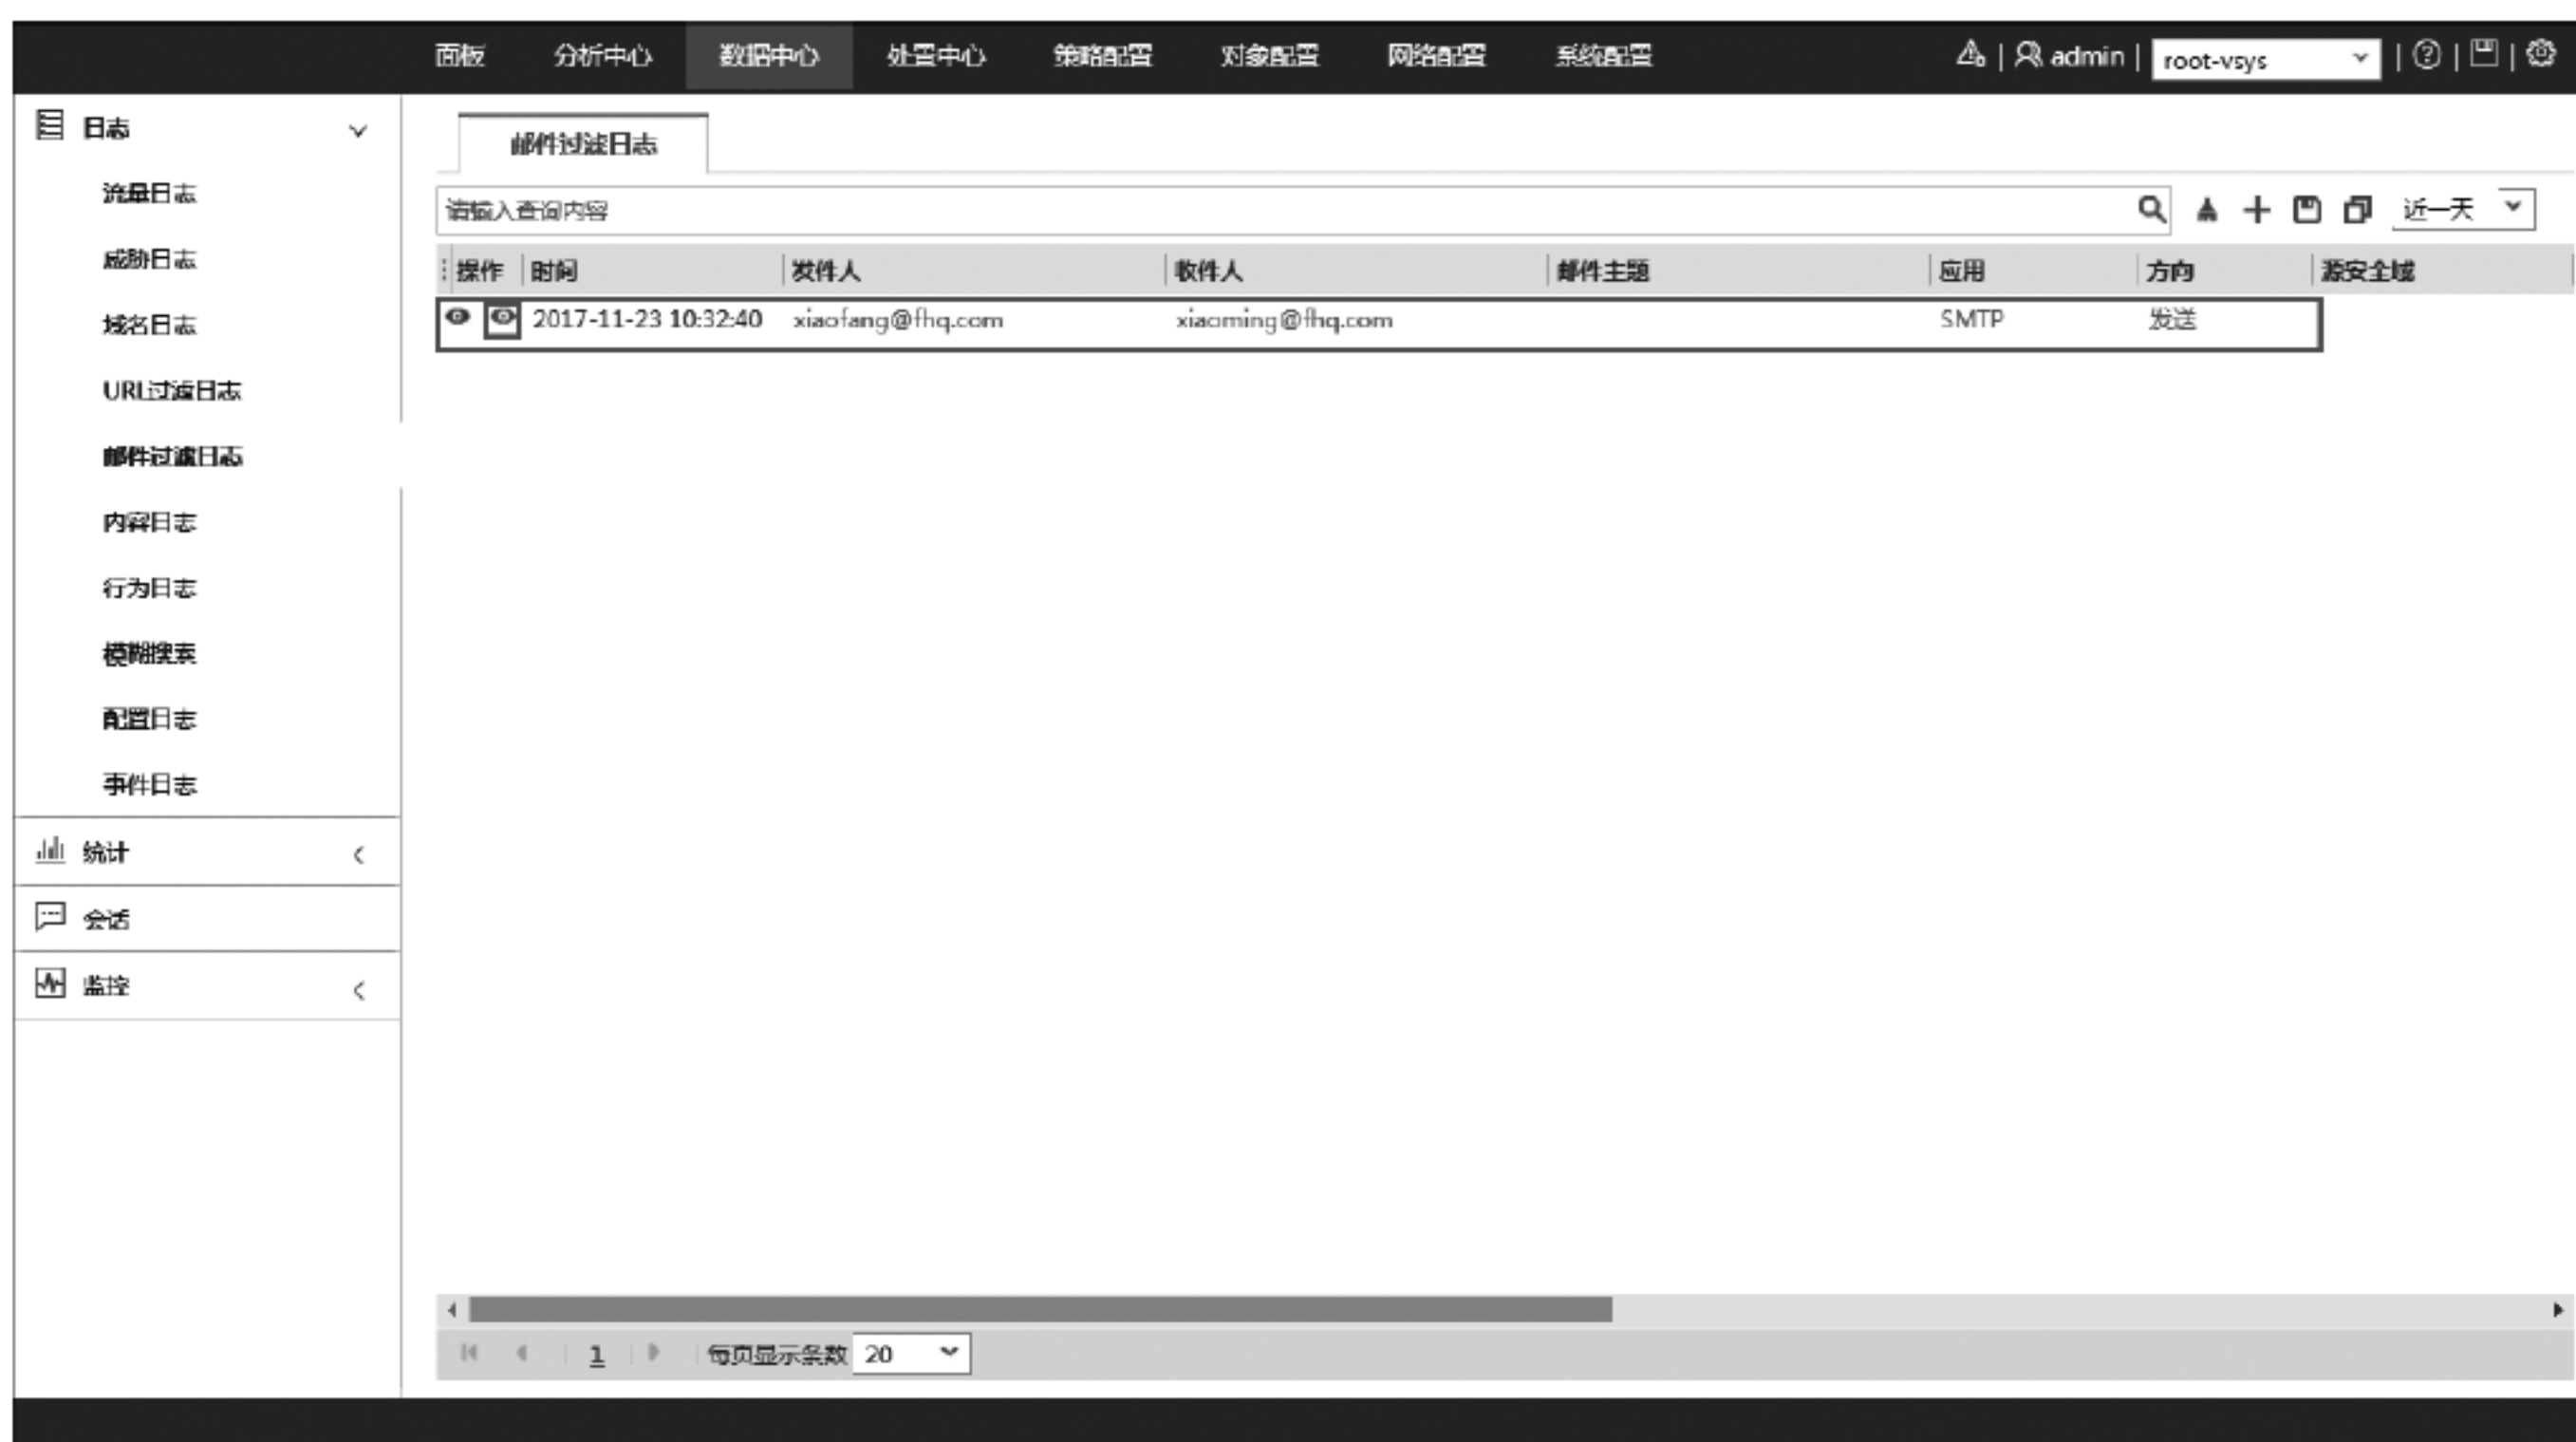 面板 分析中心 数据中心 处置中心 策略配置 对象配置 网络配置 系统配置 admin root-vsys
日志
流量日志
威胁日志
域名日志
URL过滤日志
邮件过滤日志
内容日志
行为日志
模糊搜索
配置日志
事件日志
统计
会话
监控
邮件过滤日志
请输入查询内容 近一天
操作 时间 发件人 收件人 邮件主题 应用 方向 源安全域
2017-11-23 10:32:40 xiaofang@fhq.com xiaoming@fhq.com SMTP 发送
1 每页显示条数 20